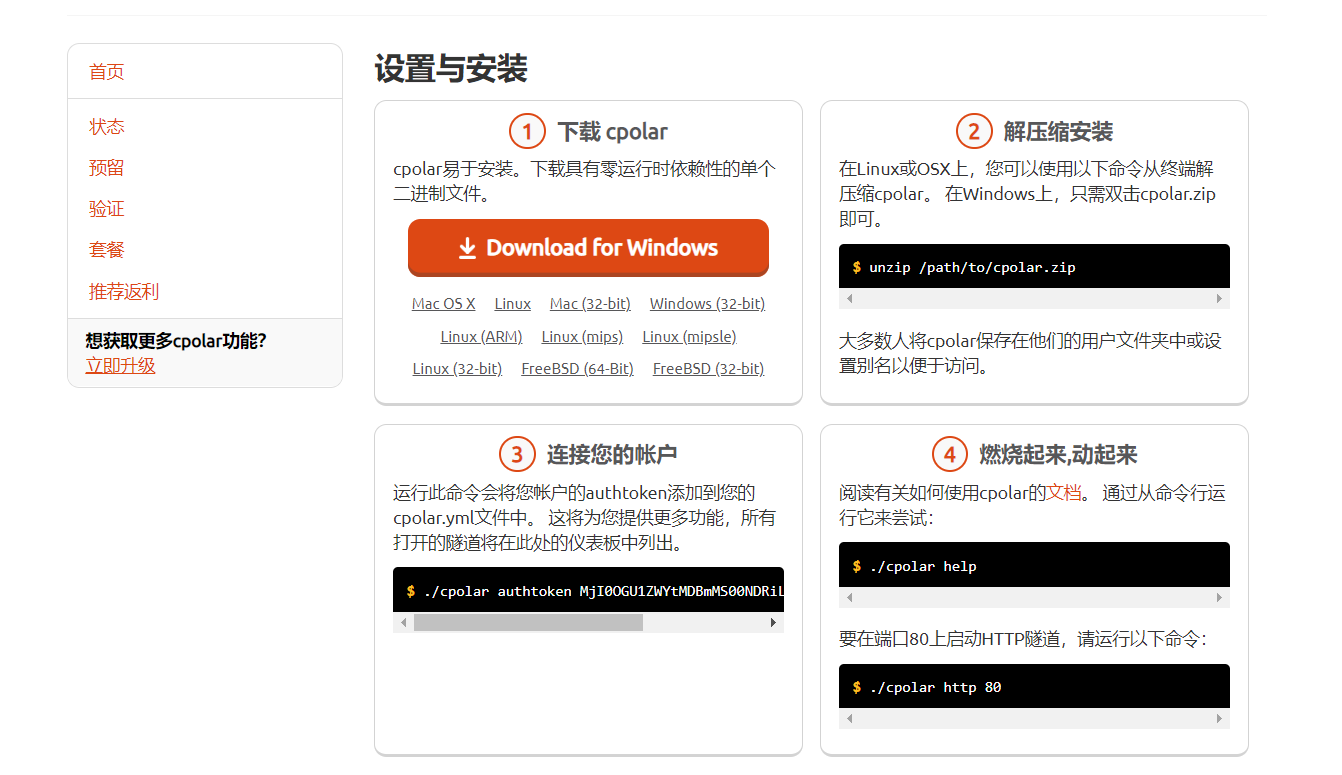 首页
状态
预留
验证
套餐
推荐返利
想获取更多cpolar功能?
立即升级
设置与安装
1 下载 cpolar
cpolar易于安装。下载具有零运行时依赖性的单个
二进制文件。
Download for Windows
Mac OS X Linux Mac (32-bit) Windows (32-bit)
Linux (ARM) Linux (mips) Linux (mipsle)
Linux (32-bit) FreeBSD (64-Bit) FreeBSD (32-bit)
2 解压缩安装
在Linux或OSX上，您可以使用以下命令从终端解
压缩cpolar。 在Windows上，只需双击cpolar.zip
即可。
$ unzip /path/to/cpolar.zip
大多数人将cpolar保存在他们的用户文件夹中或设
置别名以便于访问。
3 连接您的帐户
运行此命令会将您帐户的authtoken添加到您的
cpolar.yml文件中。 这将为您提供更多功能，所有
打开的隧道将在此处的仪表板中列出。
$ ./cpolar authtoken MjI0OGU1ZWYtMDBmMS00NDRiL
4 燃烧起来,动起来
阅读有关如何使用cpolar的文档。 通过从命令行运
行它来尝试：
$ ./cpolar help
要在端口80上启动HTTP隧道，请运行以下命令：
$ ./cpolar http 80